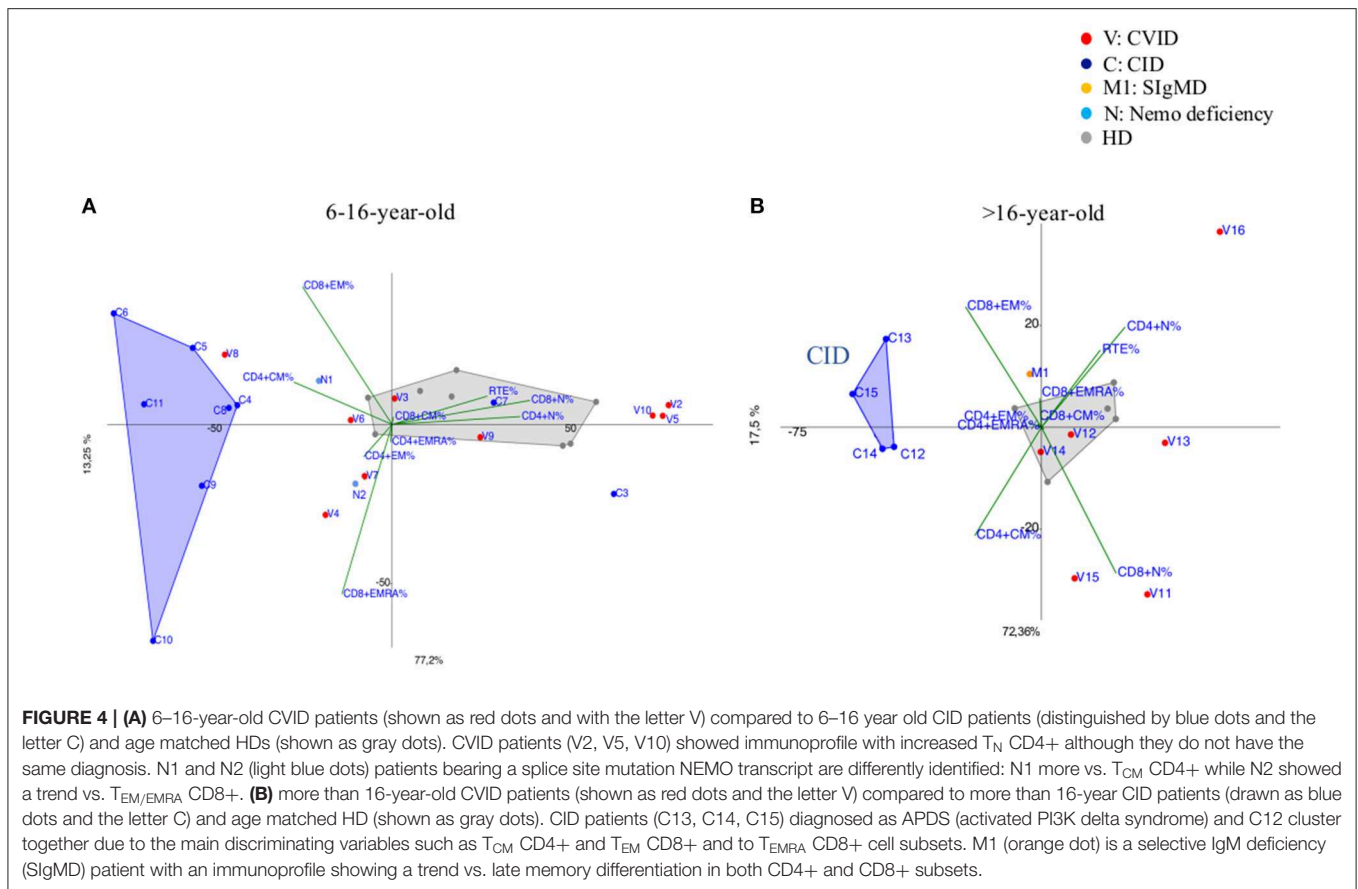 V: CVID
C: CID
M1: SIgMD
N: Nemo deficiency
HD
A
6-16-year-old
CD8+EM%
C6
C5
V8
CD4+CM%
N1
C11
C8
C4
-50
V6
V3
CD8+CM%
RTE%
C7
CD8+N%
CD4+N%
50
V10
V2
V5
V9
CD4+EMRA%
CD4+EM%
C9
V7
N2
V4
C3
-50
CD8+EMRA%
C10
13,25 %
77,2%
B
>16-year-old
V16
CD8+EM%
20
CD4+N%
RTE%
CID
C13
M1
C15
CD8+EMRA%
CD4+EM%
CD8+CM%
CD4+EMRA%
-75
V12
V13
C14
C12
V14
-20
CD4+CM%
V15
CD8+N%
V11
17,5 %
72,36%
FIGURE 4 | (A) 6–16-year-old CVID patients (shown as red dots and with the letter V) compared to 6–16 year old CID patients (distinguished by blue dots and the
letter C) and age matched HDs (shown as gray dots). CVID patients (V2, V5, V10) showed immunoprofile with increased TN CD4+ although they do not have the
same diagnosis. N1 and N2 (light blue dots) patients bearing a splice site mutation NEMO transcript are differently identified: N1 more vs. TCM CD4+ while N2 showed
a trend vs. TEM/EMRA CD8+. (B) more than 16-year-old CVID patients (shown as red dots and the letter V) compared to more than 16-year CID patients (drawn as blue
dots and the letter C) and age matched HD (shown as gray dots). CID patients (C13, C14, C15) diagnosed as APDS (activated PI3K delta syndrome) and C12 cluster
together due to the main discriminating variables such as TCM CD4+ and TEM CD8+ and to TEMRA CD8+ cell subsets. M1 (orange dot) is a selective IgM deficiency
(SIgMD) patient with an immunoprofile showing a trend vs. late memory differentiation in both CD4+ and CD8+ subsets.